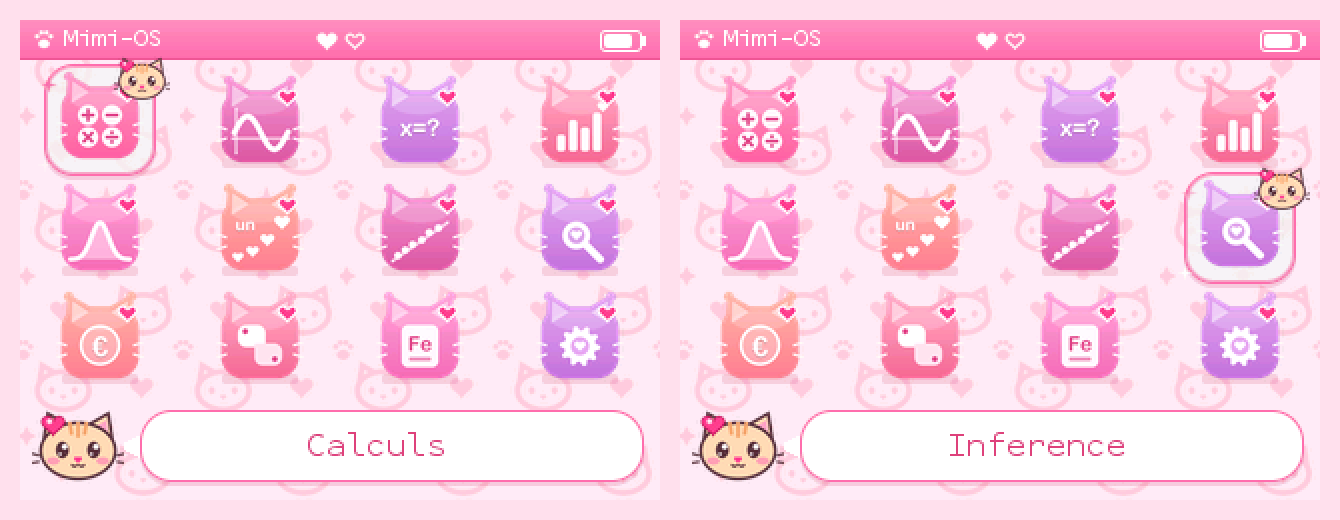 Mimi-OS
x=?
un
€
Fe
Calculs
Mimi-OS
x=?
un
€
Fe
Inference